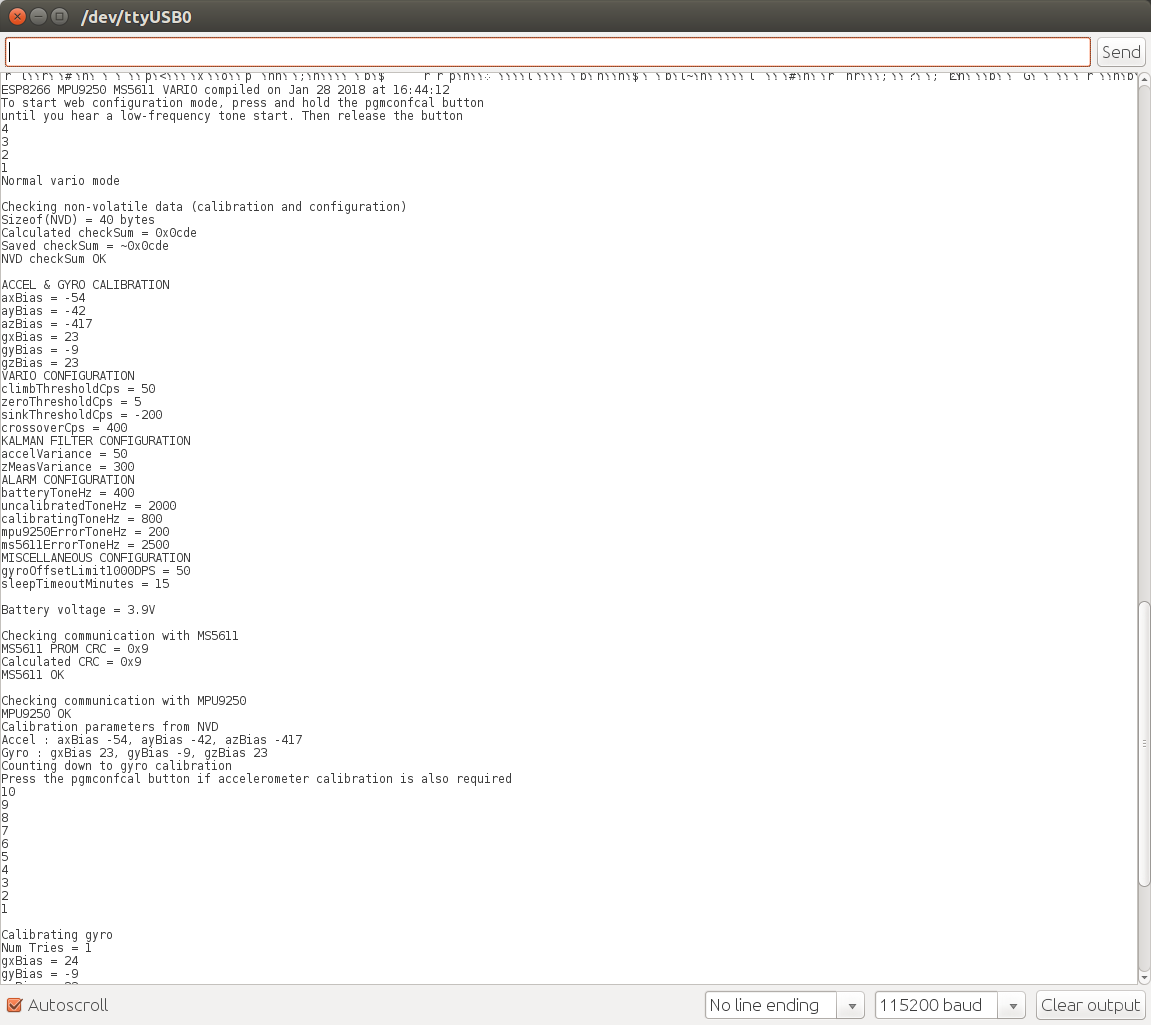 /dev/ttyUSB0
Send
ESP8266 MPU9250 MS5611 VARIO compiled on Jan 28 2018 at 16:44:12
To start web configuration mode, press and hold the pgmconfcal button
until you hear a low-frequency tone start. Then release the button
4
3
2
1
Normal vario mode
Checking non-volatile data (calibration and configuration)
Sizeof(NVD) = 40 bytes
Calculated checkSum = 0x0cde
Saved checkSum = ~0x0cde
NVD checkSum OK
ACCEL & GYRO CALIBRATION
axBias = -54
ayBias = -42
azBias = -417
gxBias = 23
gyBias = -9
gzBias = 23
VARIO CONFIGURATION
climbThresholdCps = 50
zeroThresholdCps = 5
sinkThresholdCps = -200
crossoverCps = 400
KALMAN FILTER CONFIGURATION
accelVariance = 50
zMeasVariance = 300
ALARM CONFIGURATION
batteryToneHz = 400
uncalibratedToneHz = 2000
calibratingToneHz = 800
mpu9250ErrorToneHz = 200
ms5611ErrorToneHz = 2500
MISCELLANEOUS CONFIGURATION
gyroOffsetLimit1000DPS = 50
sleepTimeoutMinutes = 15
Battery voltage = 3.9V
Checking communication with MS5611
MS5611 PROM CRC = 0x9
Calculated CRC = 0x9
MS5611 OK
Checking communication with MPU9250
MPU9250 OK
Calibration parameters from NVD
Accel : axBias -54, ayBias -42, azBias -417
Gyro : gxBias 23, gyBias -9, gzBias 23
Counting down to gyro calibration
Press the pgmconfcal button if accelerometer calibration is also required
10
9
8
7
6
5
4
3
2
1
Calibrating gyro
Num Tries = 1
gxBias = 24
gyBias = -9
Autoscroll
No line ending
115200 baud
Clear output